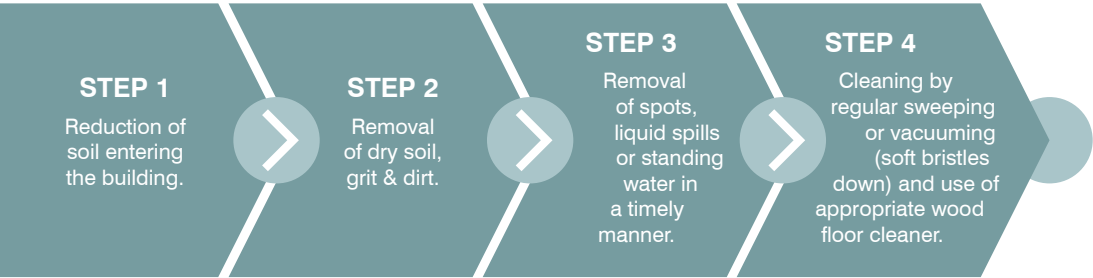 STEP 1
Reduction of
soil entering
the building.
STEP 2
Removal
of dry soil,
grit & dirt.
STEP 3
Removal
of spots,
liquid spills
or standing
water in
a timely
manner.
STEP 4
Cleaning by
regular sweeping
or vacuuming
(soft bristles
down) and use of
appropriate wood
floor cleaner.